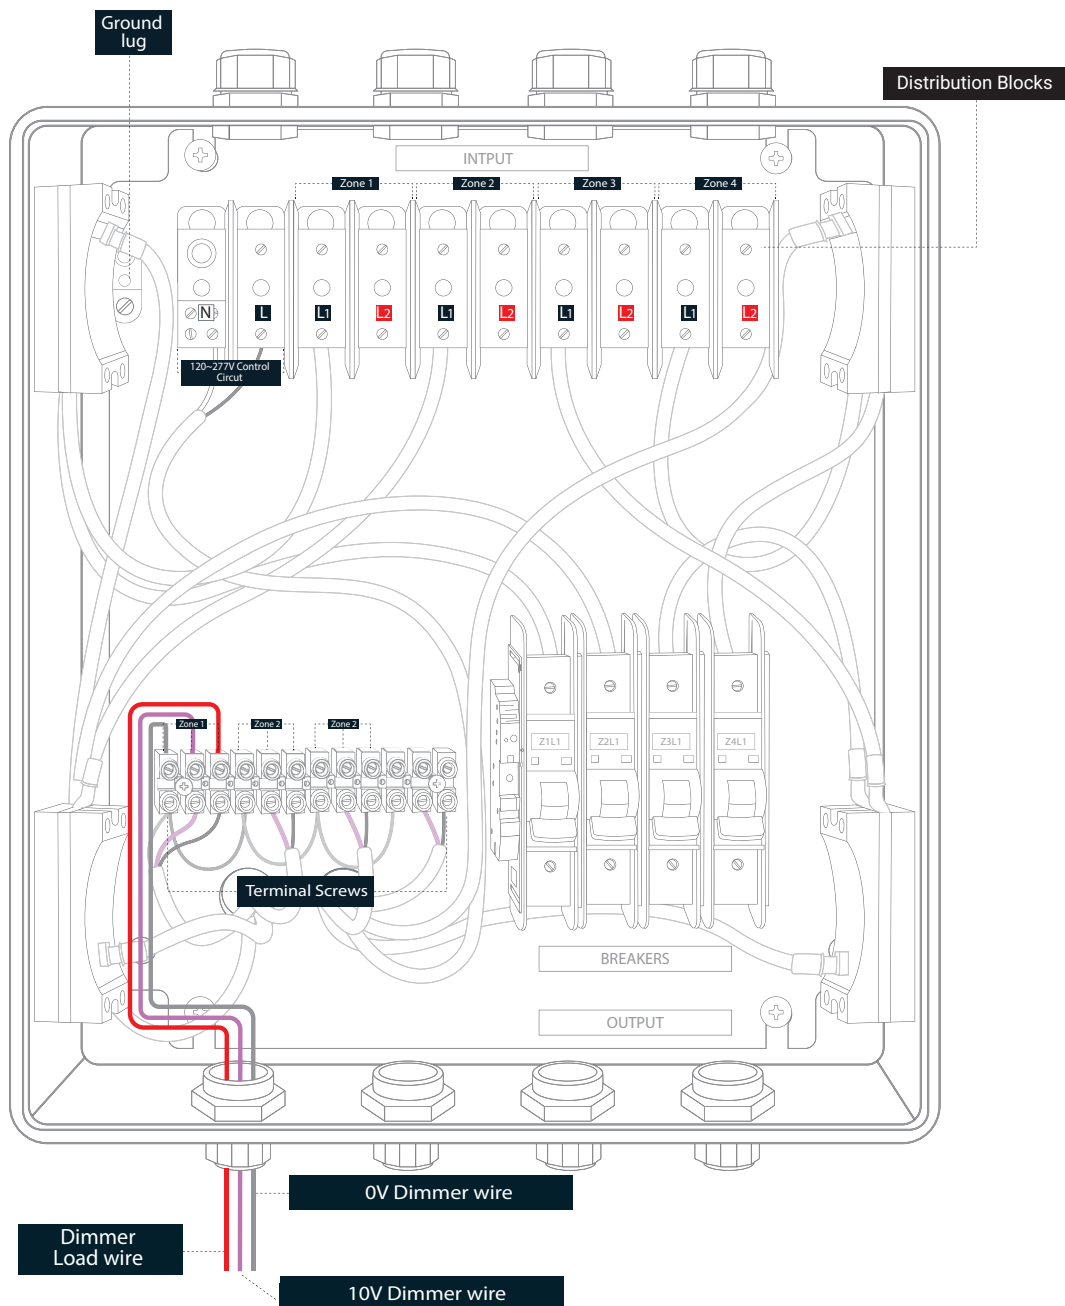 Ground
lug
Distribution Blocks
INTPUT
Zone 1
Zone 2
Zone 3
Zone 4
N
L
L1
L2
L1
L2
L1
L2
L1
L2
120~277V Control
Circut
Zone 1
Zone 2
Zone 2
Z1L1
Z2L1
Z3L1
Z4L1
Terminal Screws
BREAKERS
OUTPUT
0V Dimmer wire
Dimmer
Load wire
10V Dimmer wire